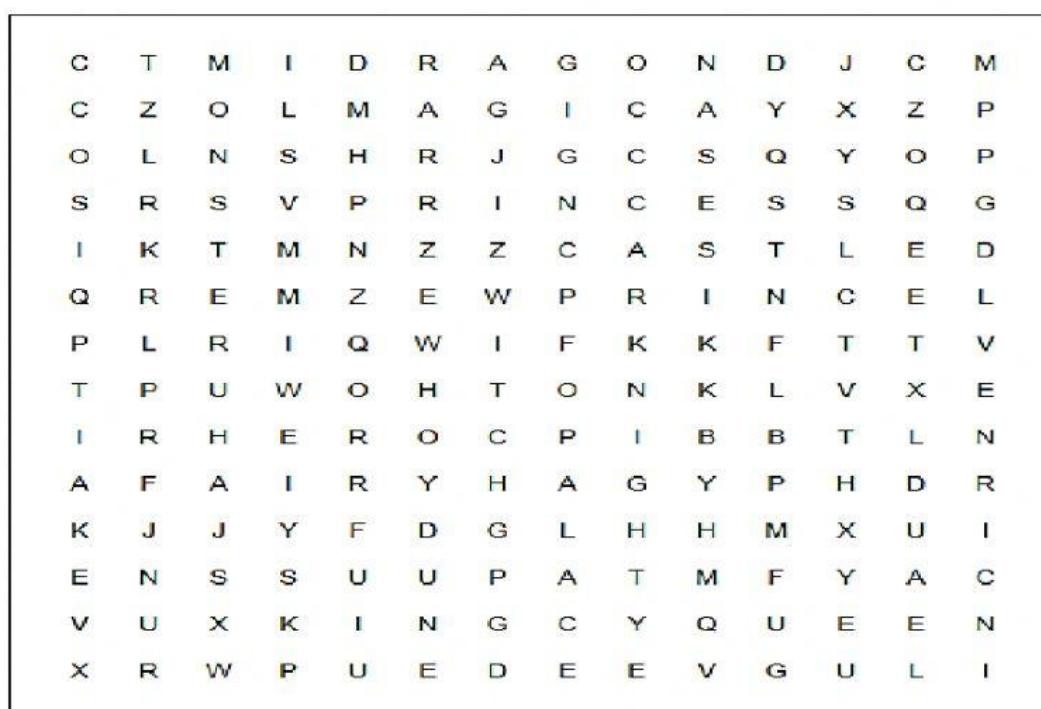 C T M I D R A G O N D J C M
C Z O L M A G I C A Y X Z P
O L N S H R J G C S Q Y O P
S R S V P R I N C E S S Q G
I K T M N Z Z C A S T L E D
Q R E M Z E W P R I N C E L
P L R I Q W I F K K F T T V
T P U W O H T O N K L V X E
I R H E R O C P I B B T L N
A F A I R Y H A G Y P H D R
K J J Y F D G L H H M X U I
E N S S U U P A T M F Y A C
V U X K I N G C Y Q U E E N
X R W P U E D E E V G U L I